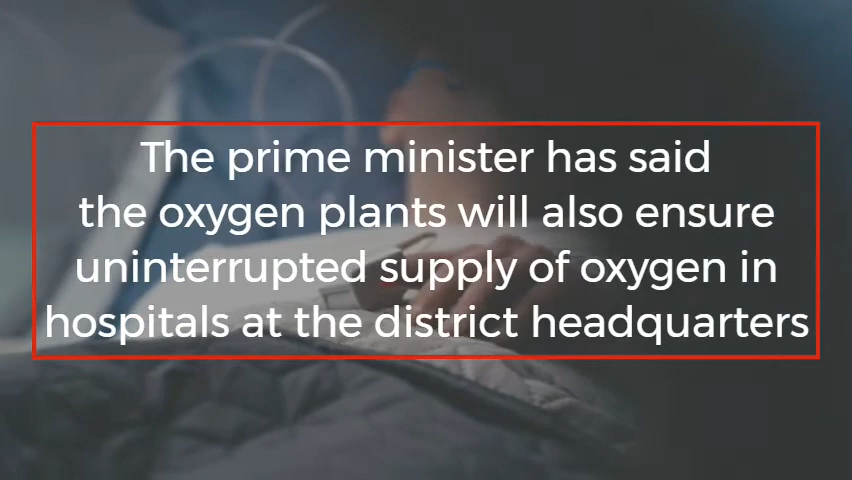 The prime minister has said
the oxygen plants will also ensure
uninterrupted supply of oxygen in
hospitals at the district headquarters